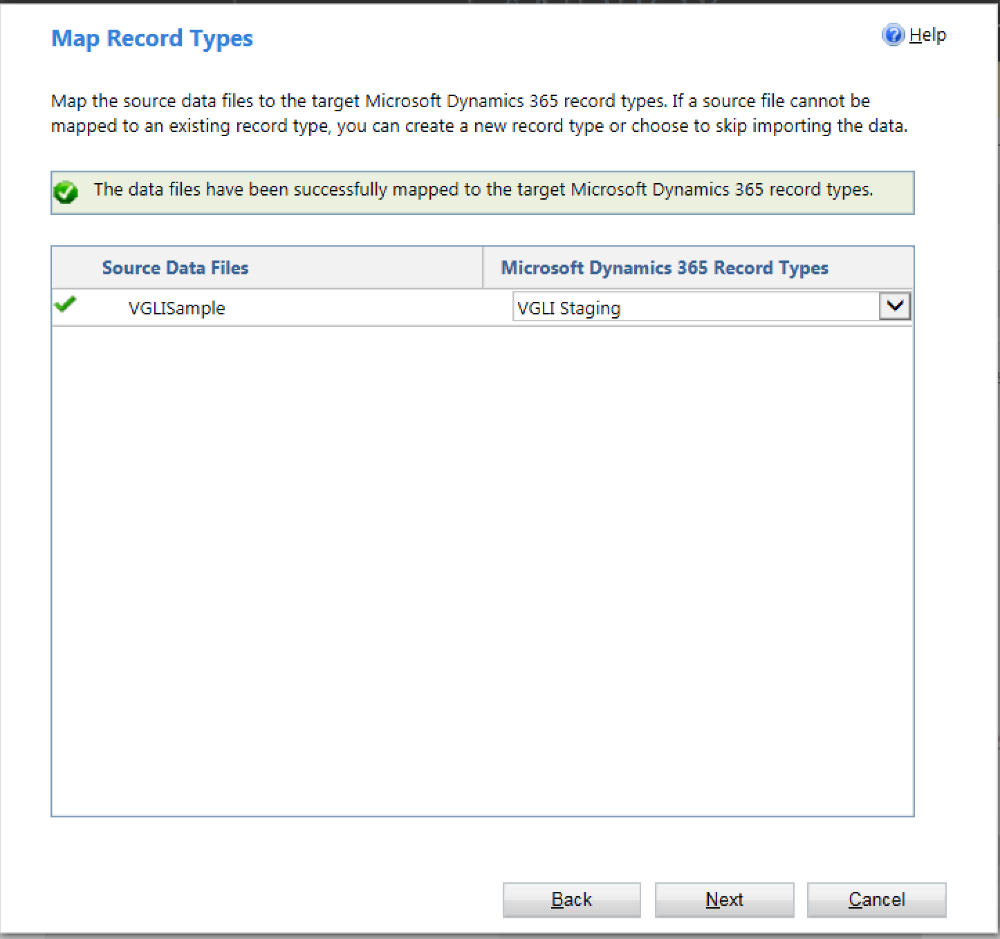 Map Record Types
Help
Map the source data files to the target Microsoft Dynamics 365 record types. If a source file cannot be
mapped to an existing record type, you can create a new record type or choose to skip importing the data.
The data files have been successfully mapped to the target Microsoft Dynamics 365 record types.
Source Data Files
Microsoft Dynamics 365 Record Types
VGLISample
VGLI Staging
Back
Next
Cancel